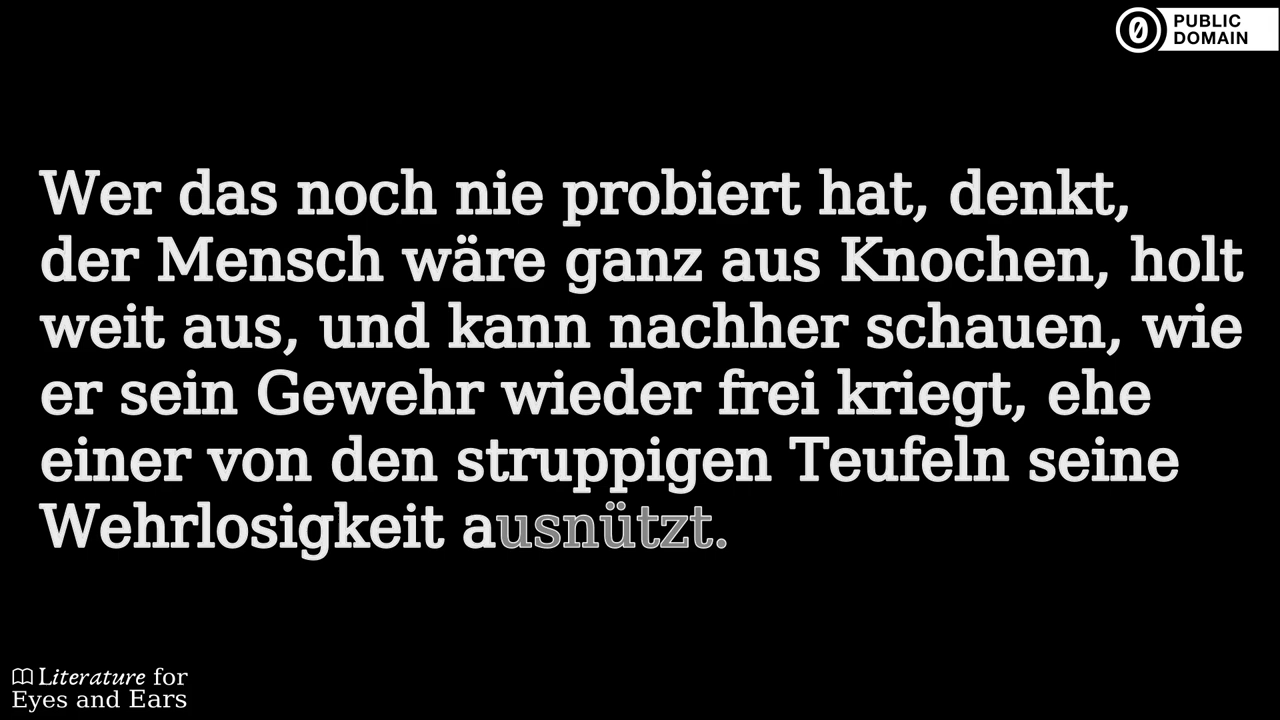 PUBLIC
DOMAIN
Wer das noch nie probiert hat, denkt,
der Mensch wäre ganz aus Knochen, holt
weit aus, und kann nachher schauen, wie
er sein Gewehr wieder frei kriegt, ehe
einer von den struppigen Teufeln seine
Wehrlosigkeit ausnützt.
Literature for
Eyes and Ears